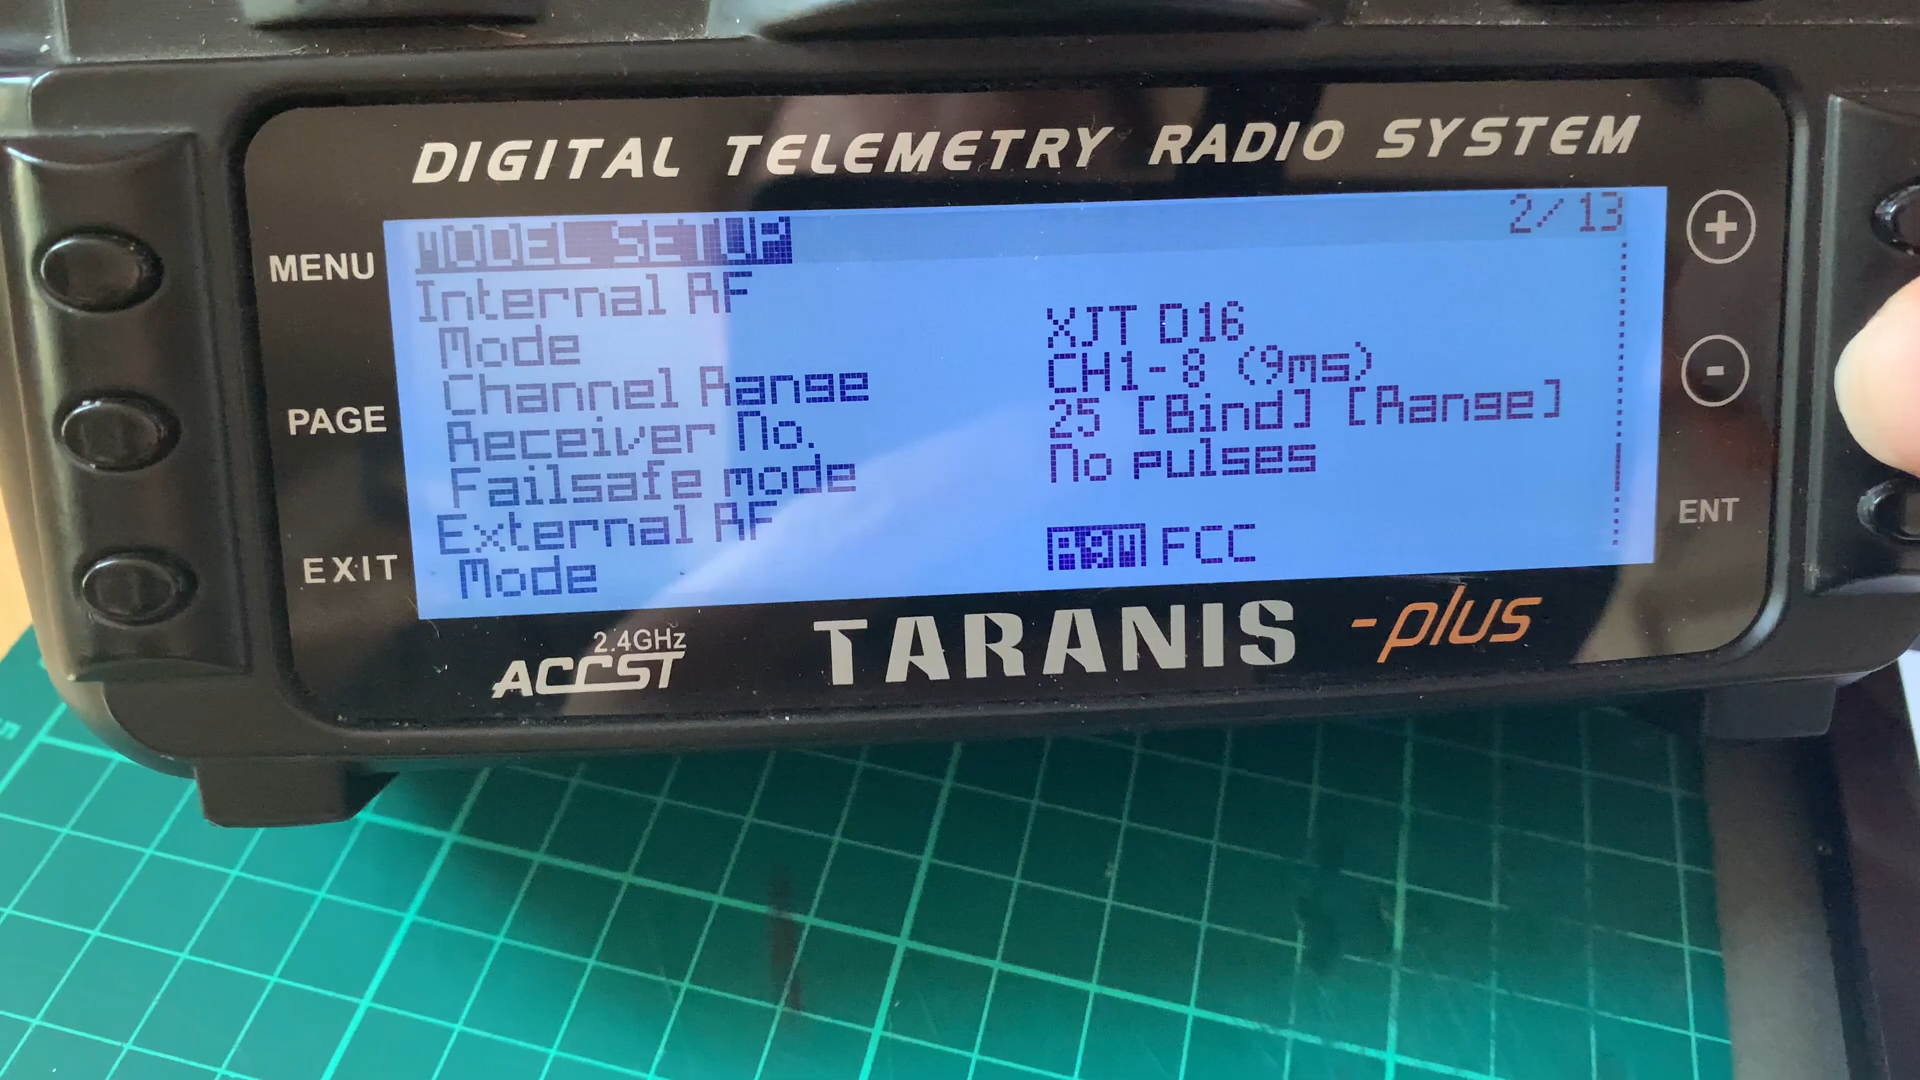 DIGITAL TELEMETRY RADIO SYSTEM
MODEL SETUP 2/13
Internal RF
Mode XJT D16
Channel Range CH1-8 (9ms)
Receiver No. 25 [Bind] [Range]
Failsafe mode No pulses
External RF
Mode R9M FCC
MENU
PAGE
EXIT
+
-
ENT
2.4GHz
ACCST
TARANIS -plus